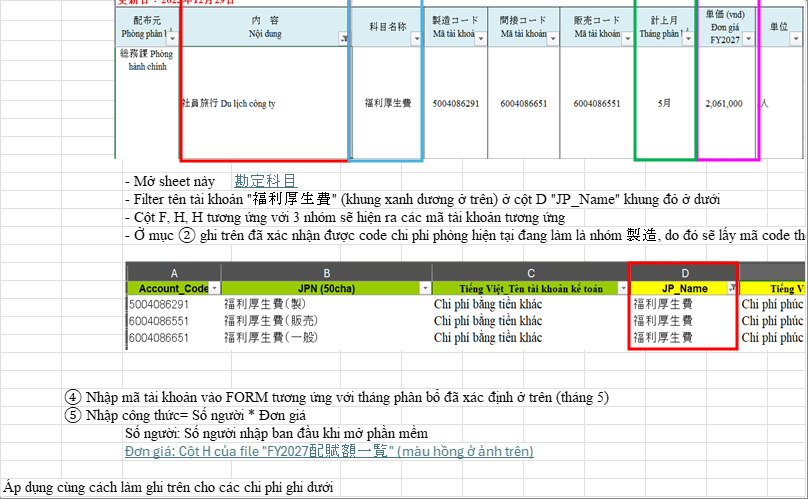 更新日：2025年12月29日
配布元 内　容 科目名称 製造コード 間接コード 販売コード 計上月 単価 (vnd) 単位
Phòng phân Nội dung Mã tài khoả Mã tài khoản Mã tài khoản Tháng phân Đơn giá
FY2027
総務課 Phòng
hành chính
社員旅行 Du lịch công ty 福利厚生費 5004086291 6004086651 6004086551 5月 2,061,000 人
- Mở sheet này 勘定科目
- Filter tên tài khoản "福利厚生費" (khung xanh dương ở trên) ở cột D "JP_Name" khung đỏ ở dưới
- Cột F, H, H tương ứng với 3 nhóm sẽ hiện ra các mã tài khoản tương ứng
- Ở mục ② ghi trên đã xác nhận được code chi phí phòng hiện tại đang làm là nhóm 製造, do đó sẽ lấy mã code
A B C D
Account_Code JPN (50cha) Tiếng Việt_Tên tài khoản kế toán JP_Name Tiếng
5004086291 福利厚生費(製) Chi phí bằng tiền khác 福利厚生費 Chi phí phúc
6004086551 福利厚生費(販売) Chi phí bằng tiền khác 福利厚生費 Chi phí phúc
6004086651 福利厚生費(一般) Chi phí bằng tiền khác 福利厚生費 Chi phí phúc
④ Nhập mã tài khoản vào FORM tương ứng với tháng phân bổ đã xác định ở trên (tháng 5)
⑤ Nhập công thức= Số người * Đơn giá
Số người: Số người nhập ban đầu khi mở phần mềm
Đơn giá: Cột H của file "FY2027配賦額一覧" (màu hồng ở ảnh trên)
Áp dụng cùng cách làm ghi trên cho các chi phí ghi dưới